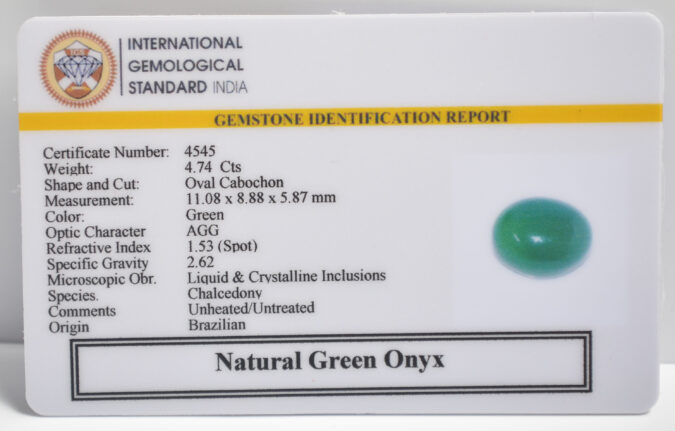 INTERNATIONAL
GEMOLOGICAL
STANDARD INDIA
GEMSTONE IDENTIFICATION REPORT
Certificate Number: 4545
Weight: 4.74 Cts
Shape and Cut: Oval Cabochon
Measurement: 11.08 x 8.88 x 5.87 mm
Color: Green
Optic Character AGG
Refractive Index 1.53 (Spot)
Specific Gravity 2.62
Microscopic Obr. Liquid & Crystalline Inclusions
Species. Chalcedony
Comments Unheated/Untreated
Origin Brazilian
Natural Green Onyx